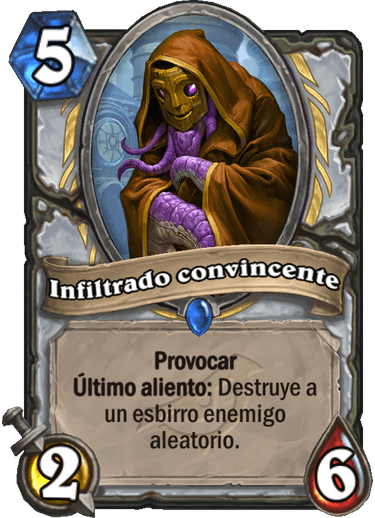 5
Infiltrado convincente
Provocar
Último aliento: Destruye a
un esbirro enemigo
aleatorio.
2
6